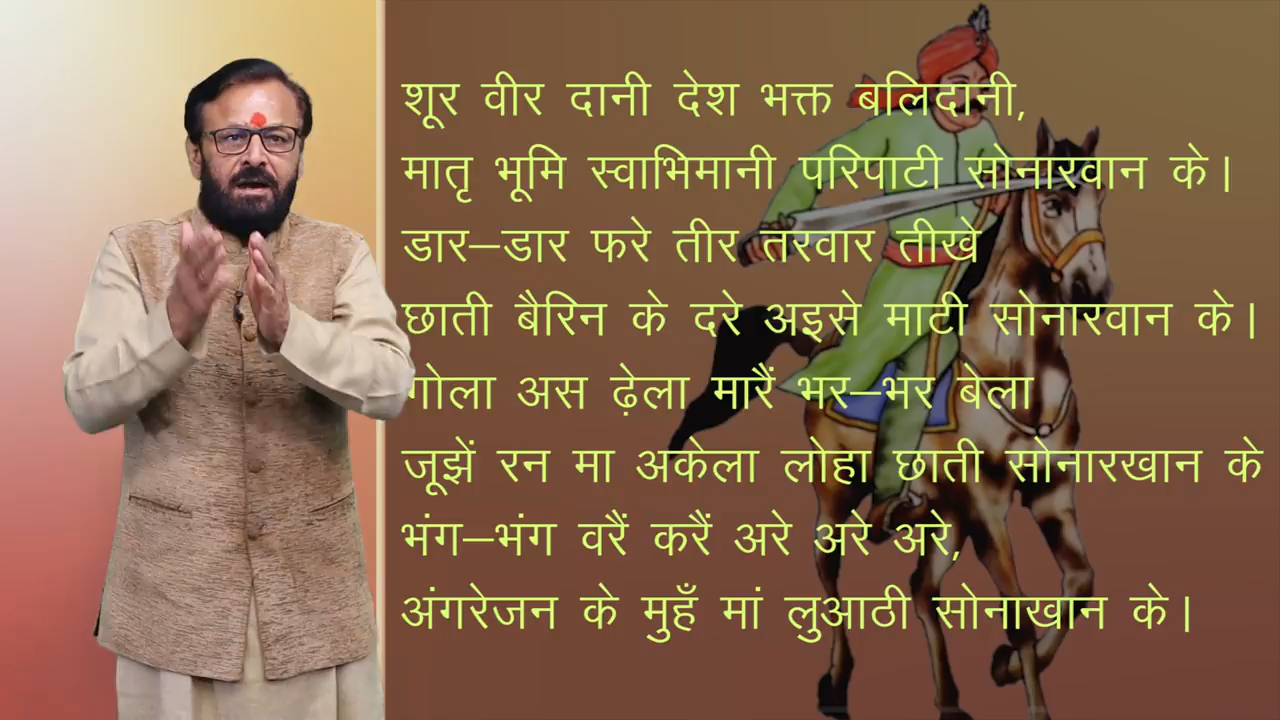 शूर वीर दानी देश भक्त बलिदानी,
मातृ भूमि स्वाभिमानी परिपाटी सोनारवान के।
डार–डार फरे तीर तरवार तीखे
छाती बैरिन के दरे अइसे माटी सोनारवान के।
गोला अस ढ़ेला मारैं भर–भर बेला
जूझें रन मा अकेला लोहा छाती सोनारखान के
भंग–भंग वरैं करैं अरे अरे अरे,
अंगरेजन के मुहँ मां लुआठी सोनाखान के।